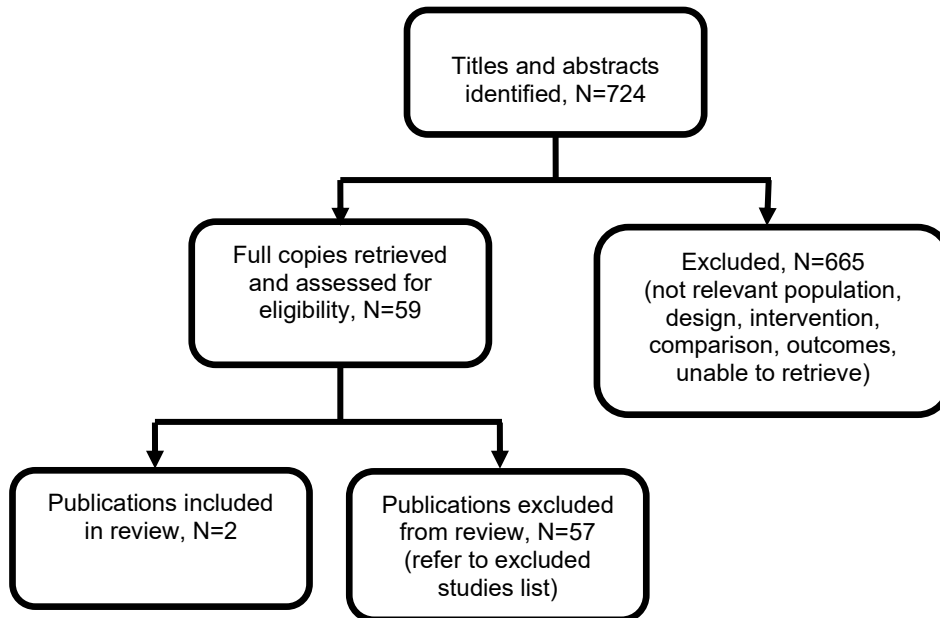 Titles and abstracts
identified, N=724
Full copies retrieved
and assessed for
eligibility, N=59
Excluded, N=665
(not relevant population,
design, intervention,
comparison, outcomes,
unable to retrieve)
Publications included
in review, N=2
Publications excluded
from review, N=57
(refer to excluded
studies list)